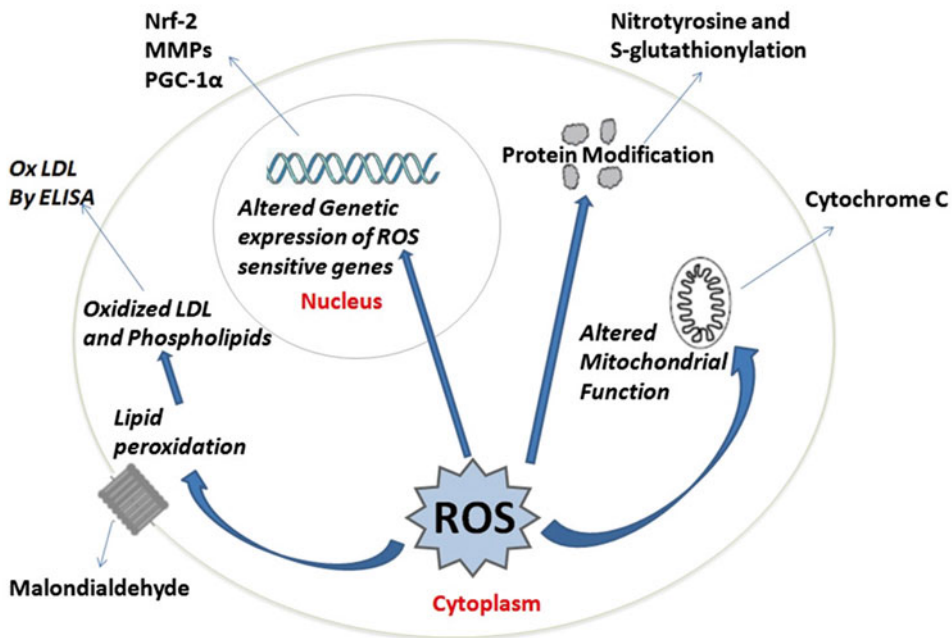 Nrf-2
MMPs
PGC-1α
Nitrotyrosine and
S-glutathionylation
Ox LDL
By ELISA
Protein Modification
Cytochrome C
Altered Genetic
expression of ROS
sensitive genes
Nucleus
Oxidized LDL
and Phospholipids
Altered
Mitochondrial
Function
Lipid
peroxidation
ROS
Malondialdehyde
Cytoplasm